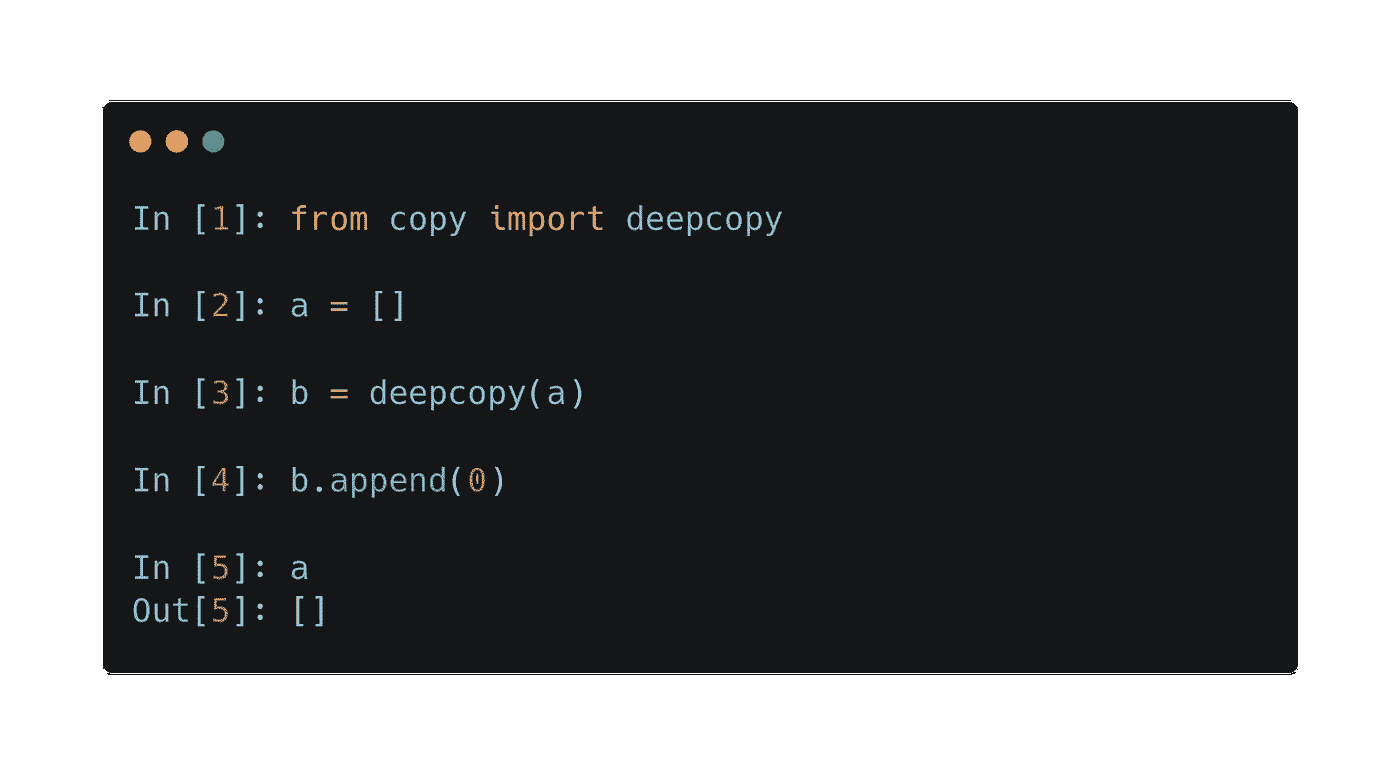 In [1]: from copy import deepcopy
In [2]: a = []
In [3]: b = deepcopy(a)
In [4]: b.append(0)
In [5]: a
Out[5]: []